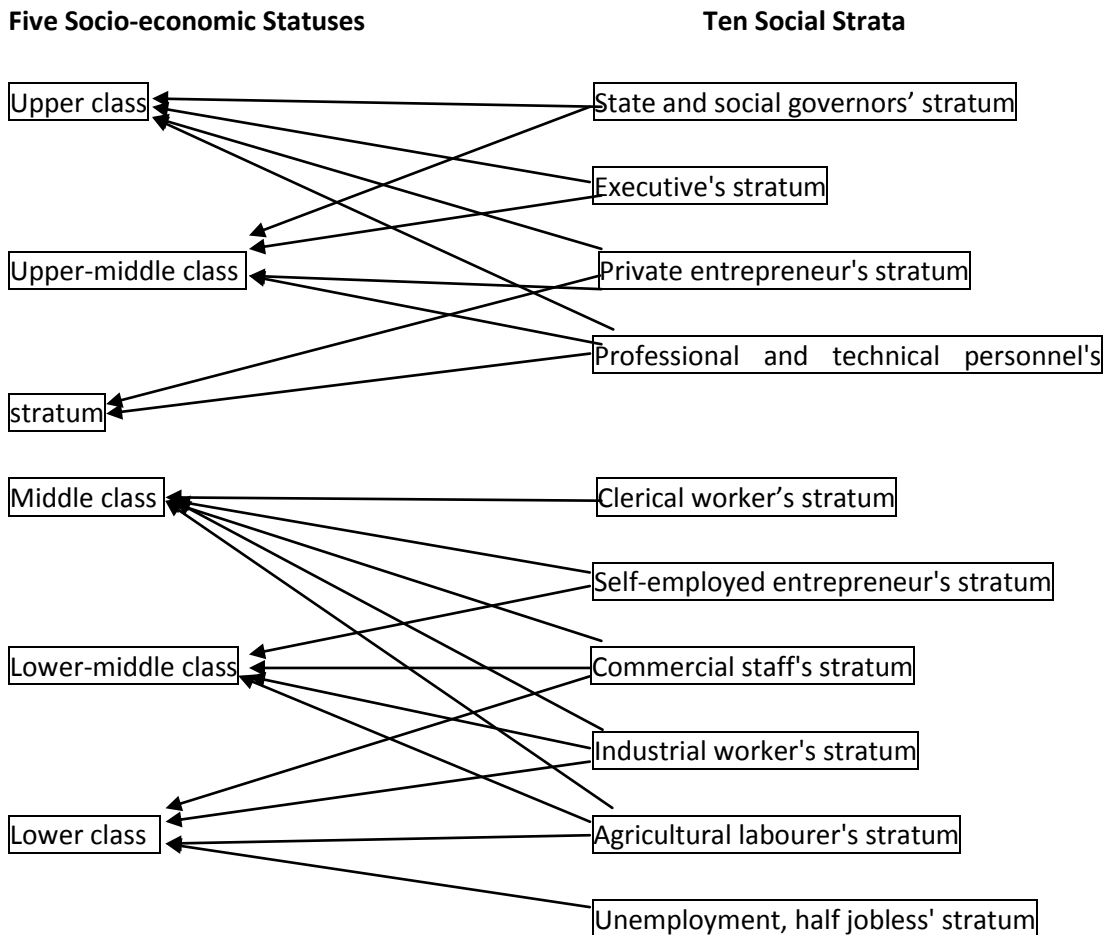 Five Socio-economic Statuses Ten Social Strata
Upper class State and social governors’ stratum
Executive's stratum
Upper-middle class Private entrepreneur's stratum
Professional and technical personnel's
stratum
Middle class Clerical worker’s stratum
Self-employed entrepreneur's stratum
Lower-middle class Commercial staff's stratum
Industrial worker's stratum
Lower class Agricultural labourer's stratum
Unemployment, half jobless' stratum